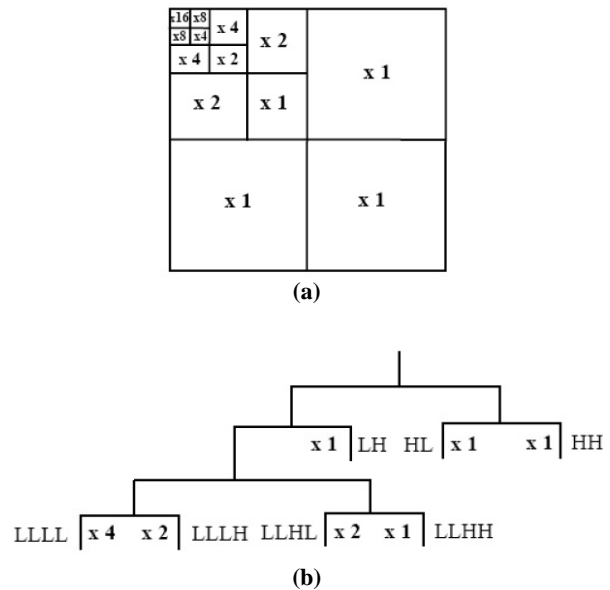 x16 x8 x 4 x 2 x 1
x8 x4
x 4 x 2
x 2 x 1
x 1 x 1
(a)
x 1 LH HL x 1 x 1 HH
LLLL x 4 x 2 LLLH LLHL x 2 x 1 LLHH
(b)